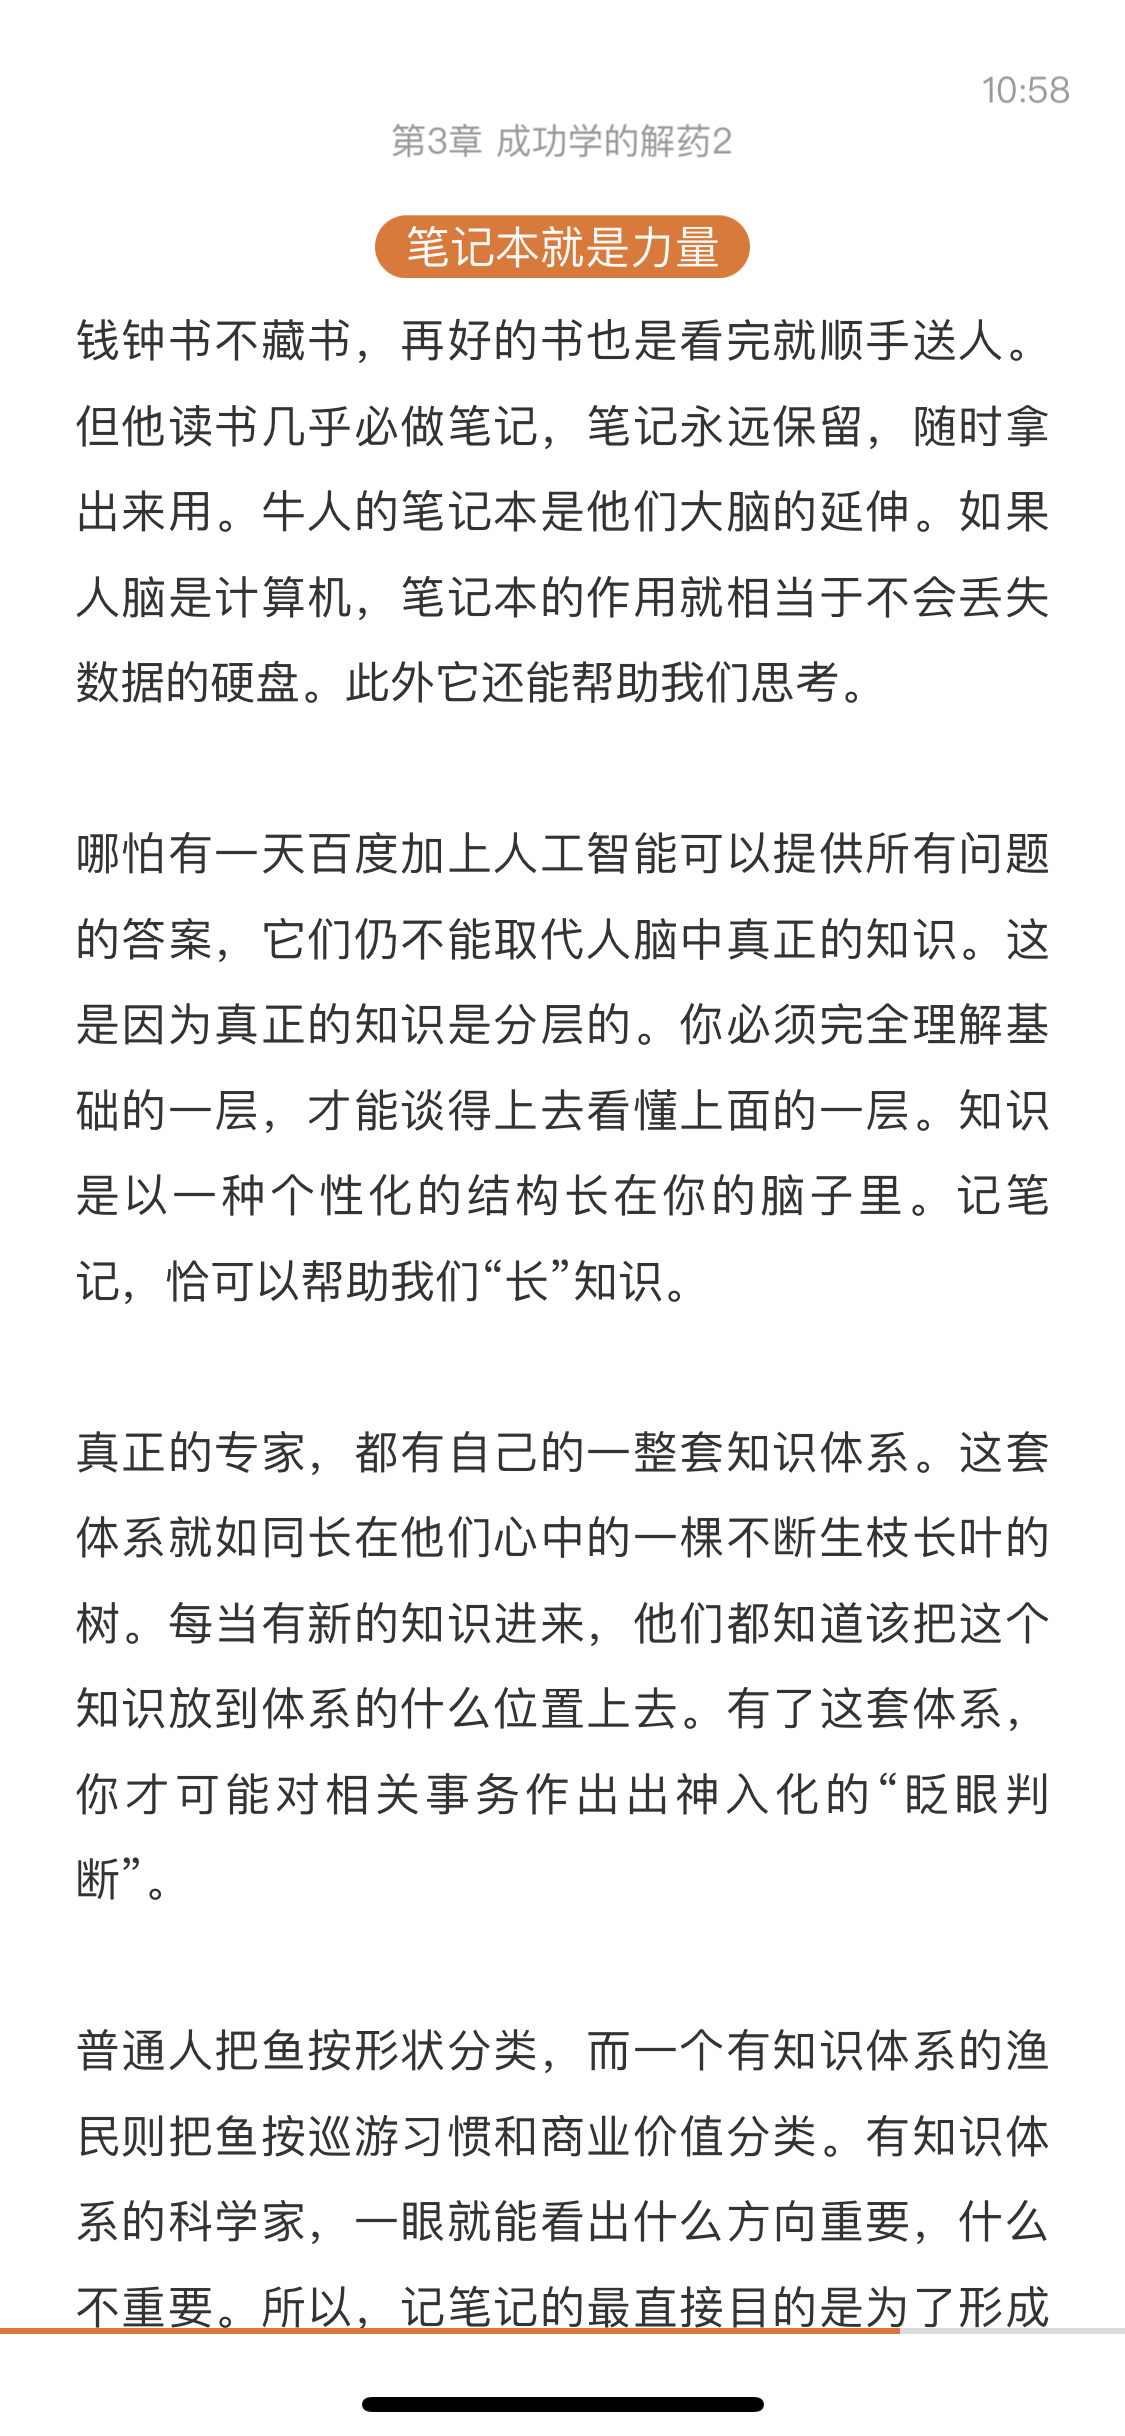 10:58
第3章 成功学的解药2
笔记本就是力量
钱钟书不藏书，再好的书也是看完就顺手送人。
但他读书几乎必做笔记，笔记永远保留，随时拿
出来用。牛人的笔记本是他们大脑的延伸。如果
人脑是计算机，笔记本的作用就相当于不会丢失
数据的硬盘。此外它还能帮助我们思考。
哪怕有一天百度加上人工智能可以提供所有问题
的答案，它们仍不能取代人脑中真正的知识。这
是因为真正的知识是分层的。你必须完全理解基
础的一层，才能谈得上去看懂上面的一层。知识
是以一种个性化的结构长在你的脑子里。记笔
记，恰可以帮助我们“长”知识。
真正的专家，都有自己的一整套知识体系。这套
体系就如同长在他们心中的一棵不断生枝长叶的
树。每当有新的知识进来，他们都知道该把这个
知识放到体系的什么位置上去。有了这套体系，
你才可能对相关事务作出出神入化的“眨眼判
断”。
普通人把鱼按形状分类，而一个有知识体系的渔
民则把鱼按巡游习惯和商业价值分类。有知识体
系的科学家，一眼就能看出什么方向重要，什么
不重要。所以，记笔记的最直接目的是为了形成